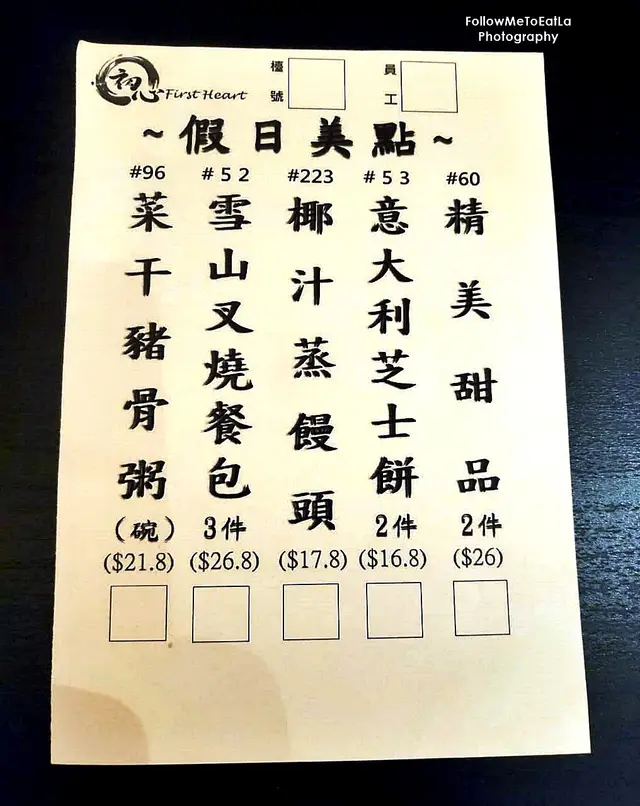 FollowMeToEatLa
Photography
初心 First Heart
檯號
員工
~假日美點~
#96
菜干豬骨粥
(碗)
($21.8)
#52
雪山叉燒餐包
3件
($26.8)
#223
椰汁蒸饅頭
($17.8)
#53
意大利芝士餅
2件
($16.8)
#60
精美甜品
2件
($26)